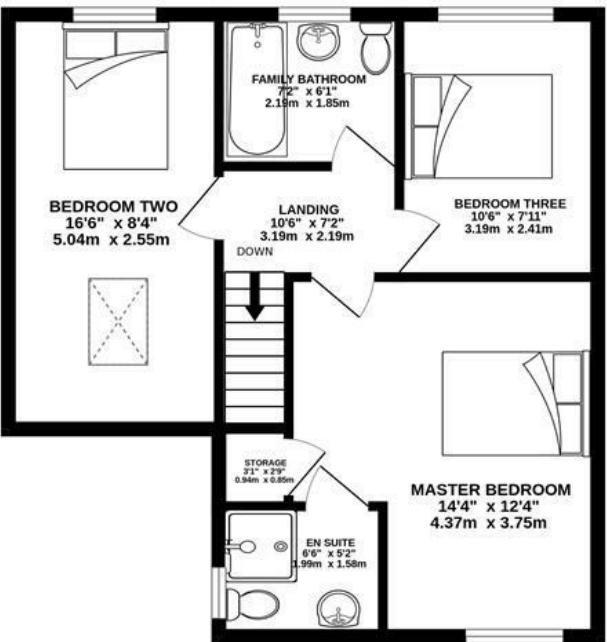 FAMILY BATHROOM
7'2" x 6'1"
2.19m x 1.85m
BEDROOM TWO
16'6" x 8'4"
5.04m x 2.55m
LANDING
10'6" x 7'2"
3.19m x 2.19m
DOWN
BEDROOM THREE
10'6" x 7'11"
3.19m x 2.41m
STORAGE
3'1" x 2'9"
0.94m x 0.85m
MASTER BEDROOM
14'4" x 12'4"
4.37m x 3.75m
EN SUITE
6'6" x 5'2"
1.99m x 1.58m